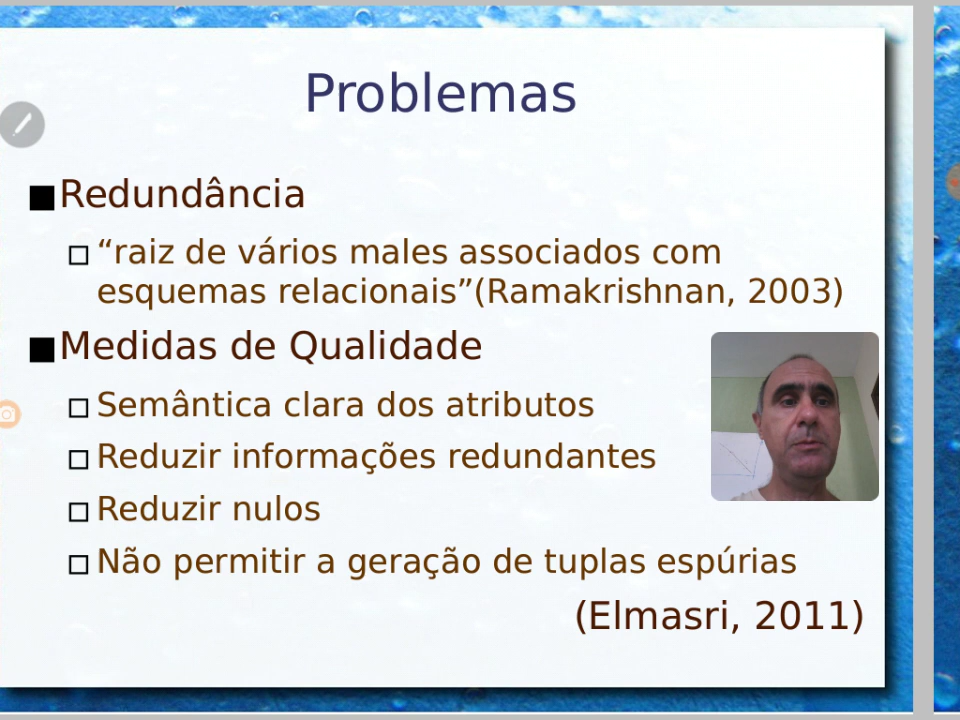 Problemas
Redundância
“raiz de vários males associados com
esquemas relacionais”(Ramakrishnan, 2003)
Medidas de Qualidade
Semântica clara dos atributos
Reduzir informações redundantes
Reduzir nulos
Não permitir a geração de tuplas espúrias
(Elmasri, 2011)